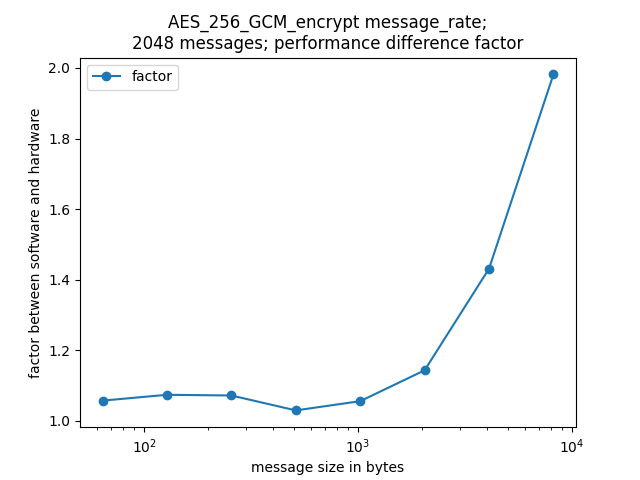 AES_256_GCM_encrypt message_rate;
2048 messages; performance difference factor
factor
factor between software and hardware
2.0
1.8
1.6
1.4
1.2
1.0
10² 10³ 10⁴
message size in bytes